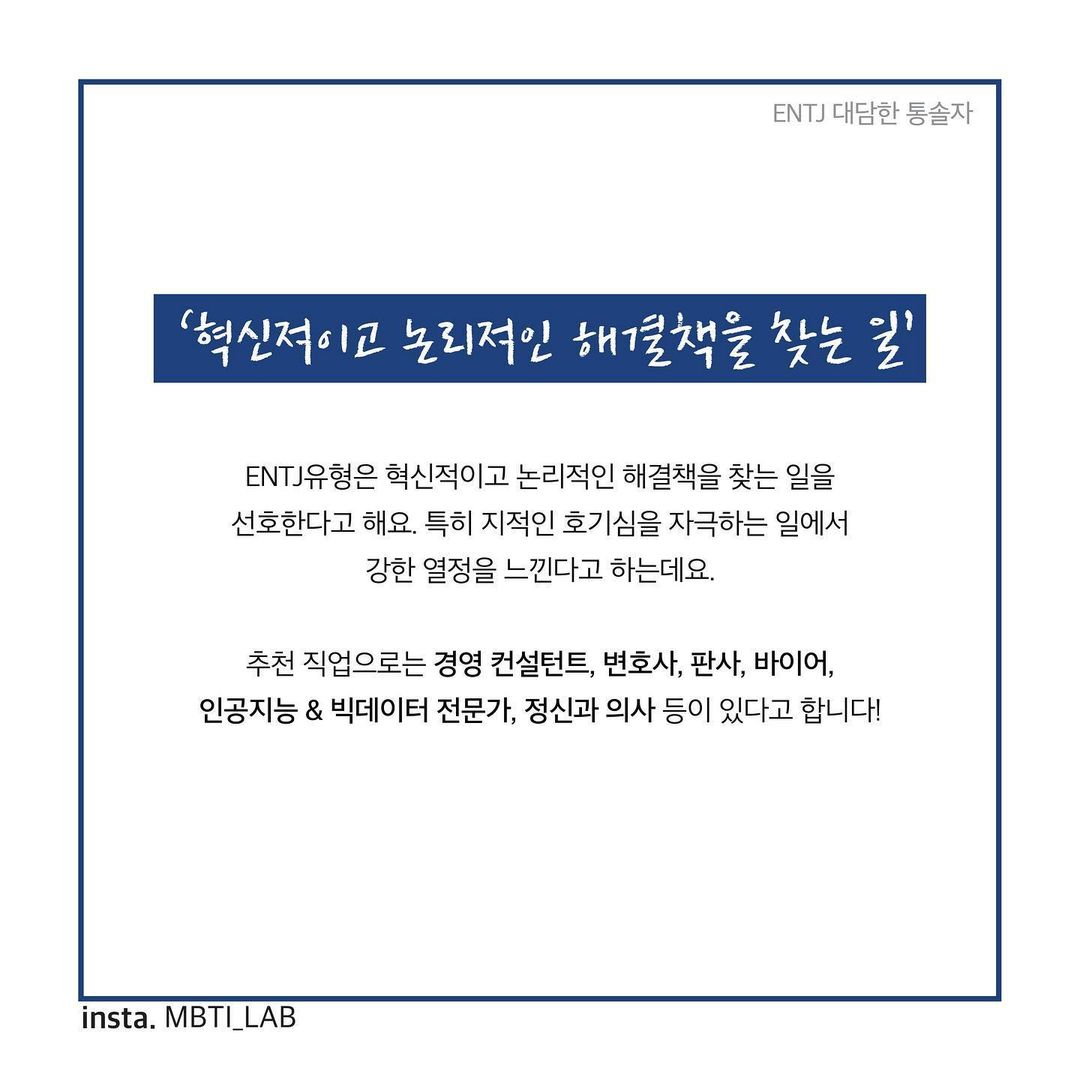 ENTJ 대담한 통솔자
'혁신적이고 논리적인 해결책을 찾는 일'
ENTJ유형은 혁신적이고 논리적인 해결책을 찾는 일을
선호한다고 해요. 특히 지적인 호기심을 자극하는 일에서
강한 열정을 느낀다고 하는데요.
추천 직업으로는 경영 컨설턴트, 변호사, 판사, 바이어,
인공지능 & 빅데이터 전문가, 정신과 의사 등이 있다고 합니다!
insta. MBTI_LAB